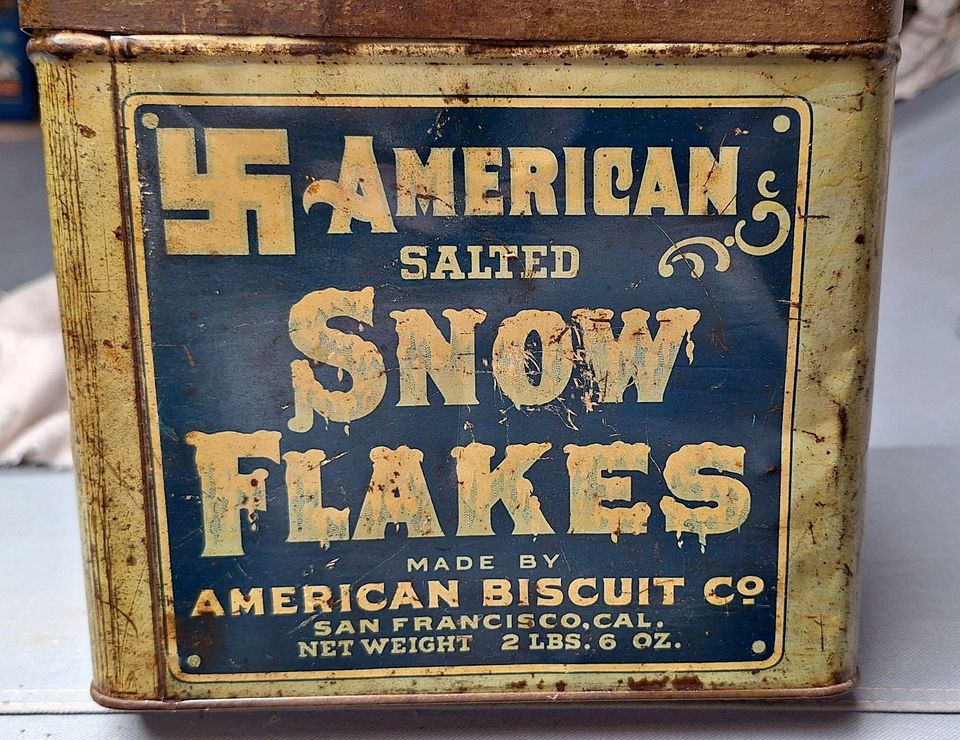 AMERICAN
SALTED
SNOW
FLAKES
MADE BY
AMERICAN BISCUIT Co
SAN FRANCISCO, CAL.
NET WEIGHT 2 LBS. 6 OZ.